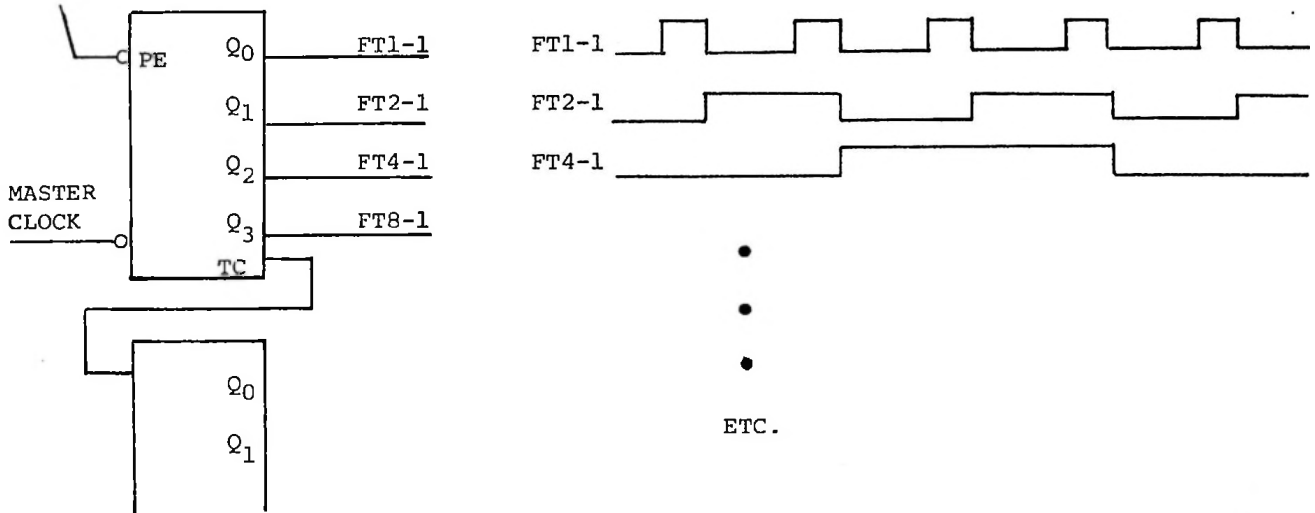 PE
Q0
FT1-1
Q1
FT2-1
Q2
FT4-1
MASTER
CLOCK
Q3
FT8-1
TC
Q0
Q1
FT1-1
FT2-1
FT4-1
ETC.